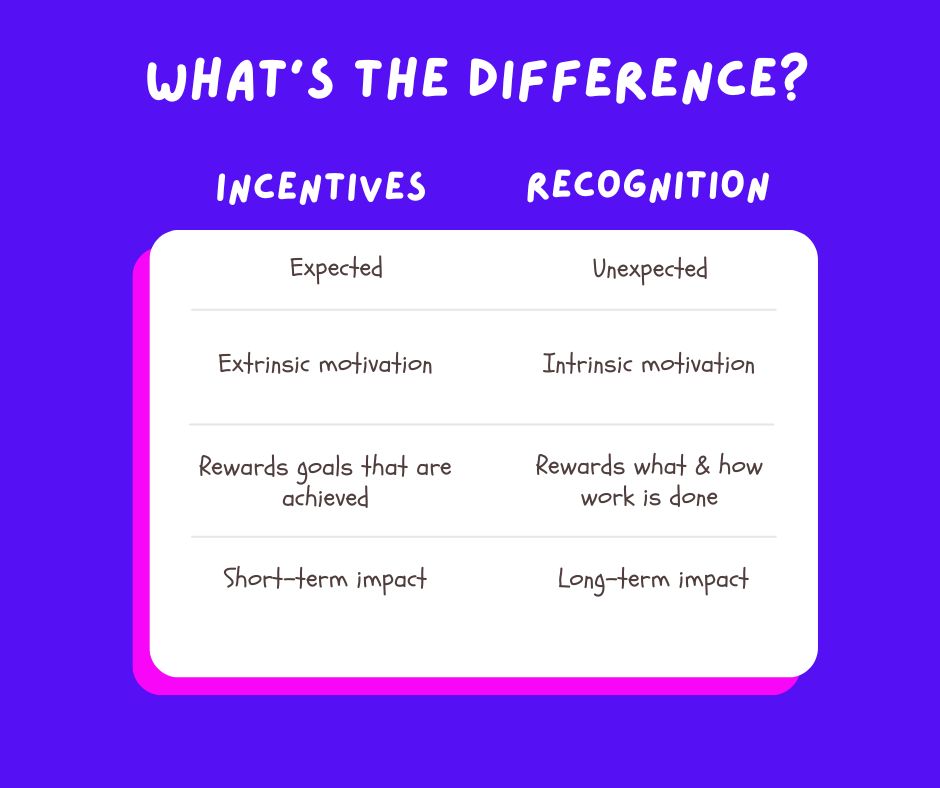 WHAT'S THE DIFFERENCE?
INCENTIVES RECOGNITION
Expected Unexpected
Extrinsic motivation Intrinsic motivation
Rewards goals that are
achieved
Rewards what & how
work is done
Short-term impact Long-term impact